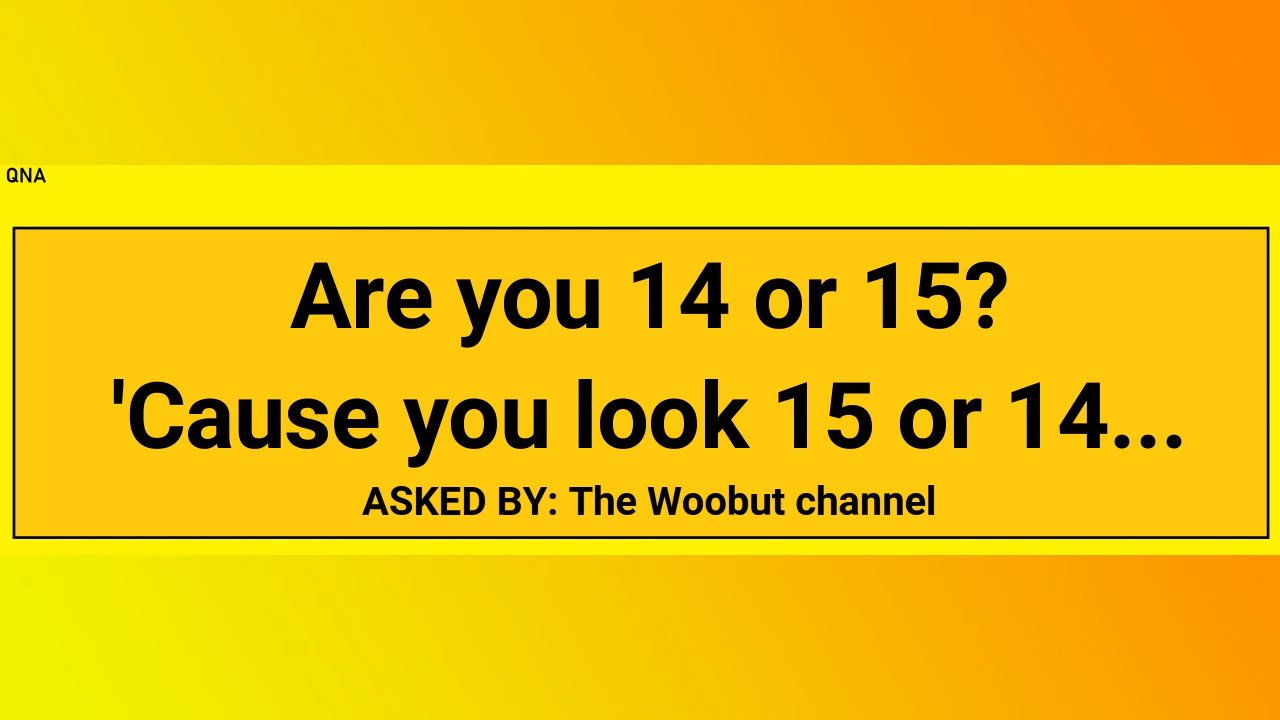 QNA
Are you 14 or 15?
'Cause you look 15 or 14...
ASKED BY: The Woobut channel